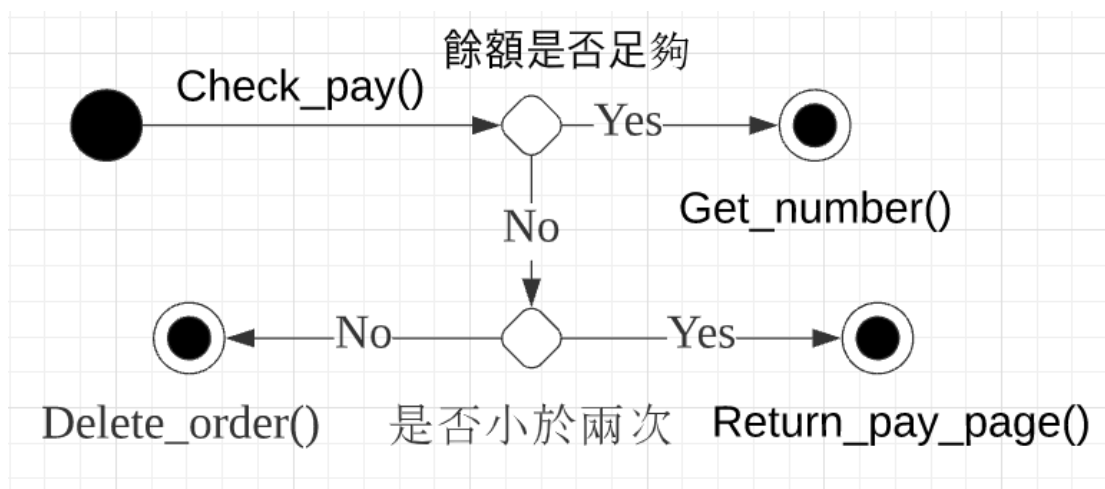 餘額是否足夠
Check_pay()
Yes
Get_number()
No
No
Yes
Delete_order()
是否小於兩次
Return_pay_page()